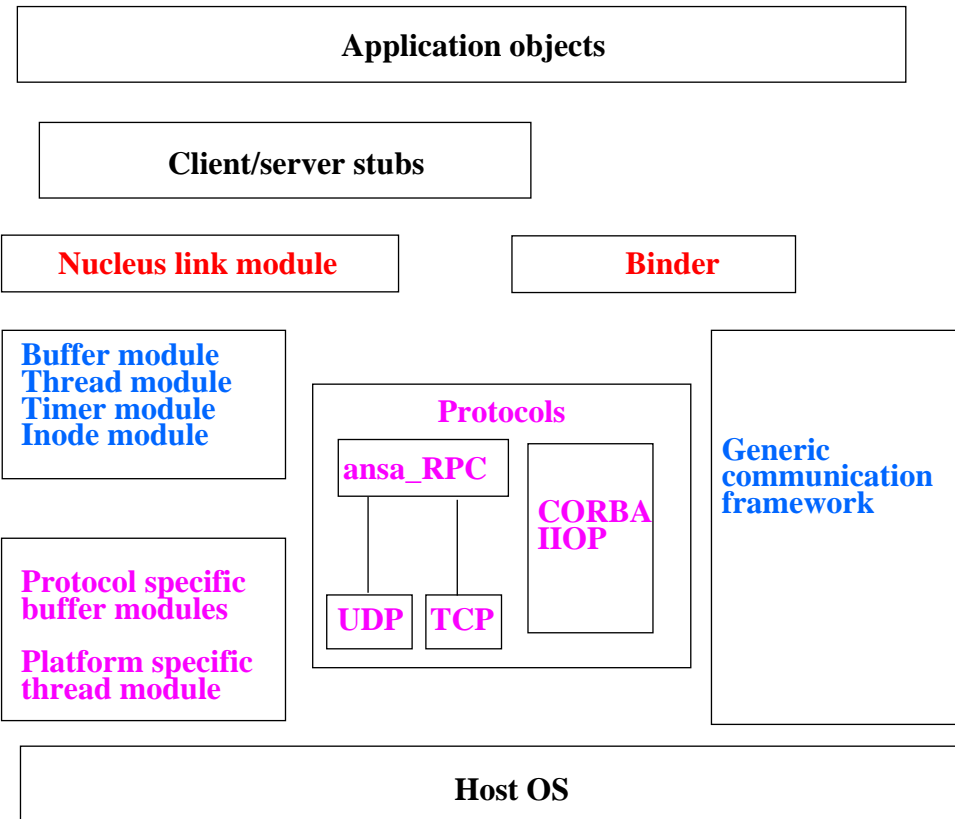 Application objects
Client/server stubs
Nucleus link module
Binder
Buffer module
Thread module
Timer module
Inode module
Protocols
ansa_RPC
CORBA
IIOP
UDP
TCP
Generic
communication
framework
Protocol specific
buffer modules
Platform specific
thread module
Host OS